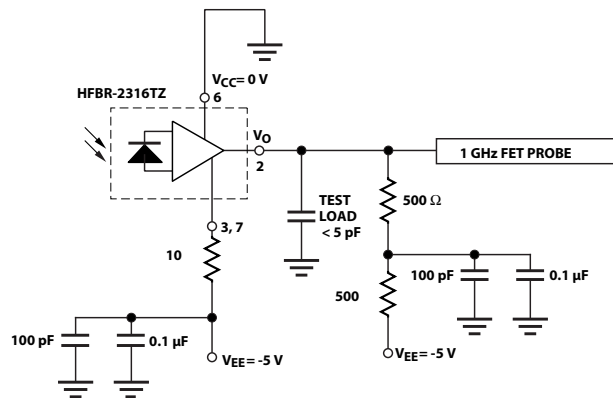 V_CC = 0 V
HFBR-2316TZ
6
V_O
2
1 GHz FET PROBE
TEST
LOAD
< 5 pF
500 Ω
3, 7
10
100 pF
0.1 µF
500
100 pF
0.1 µF
V_EE = -5 V
V_EE = -5 V